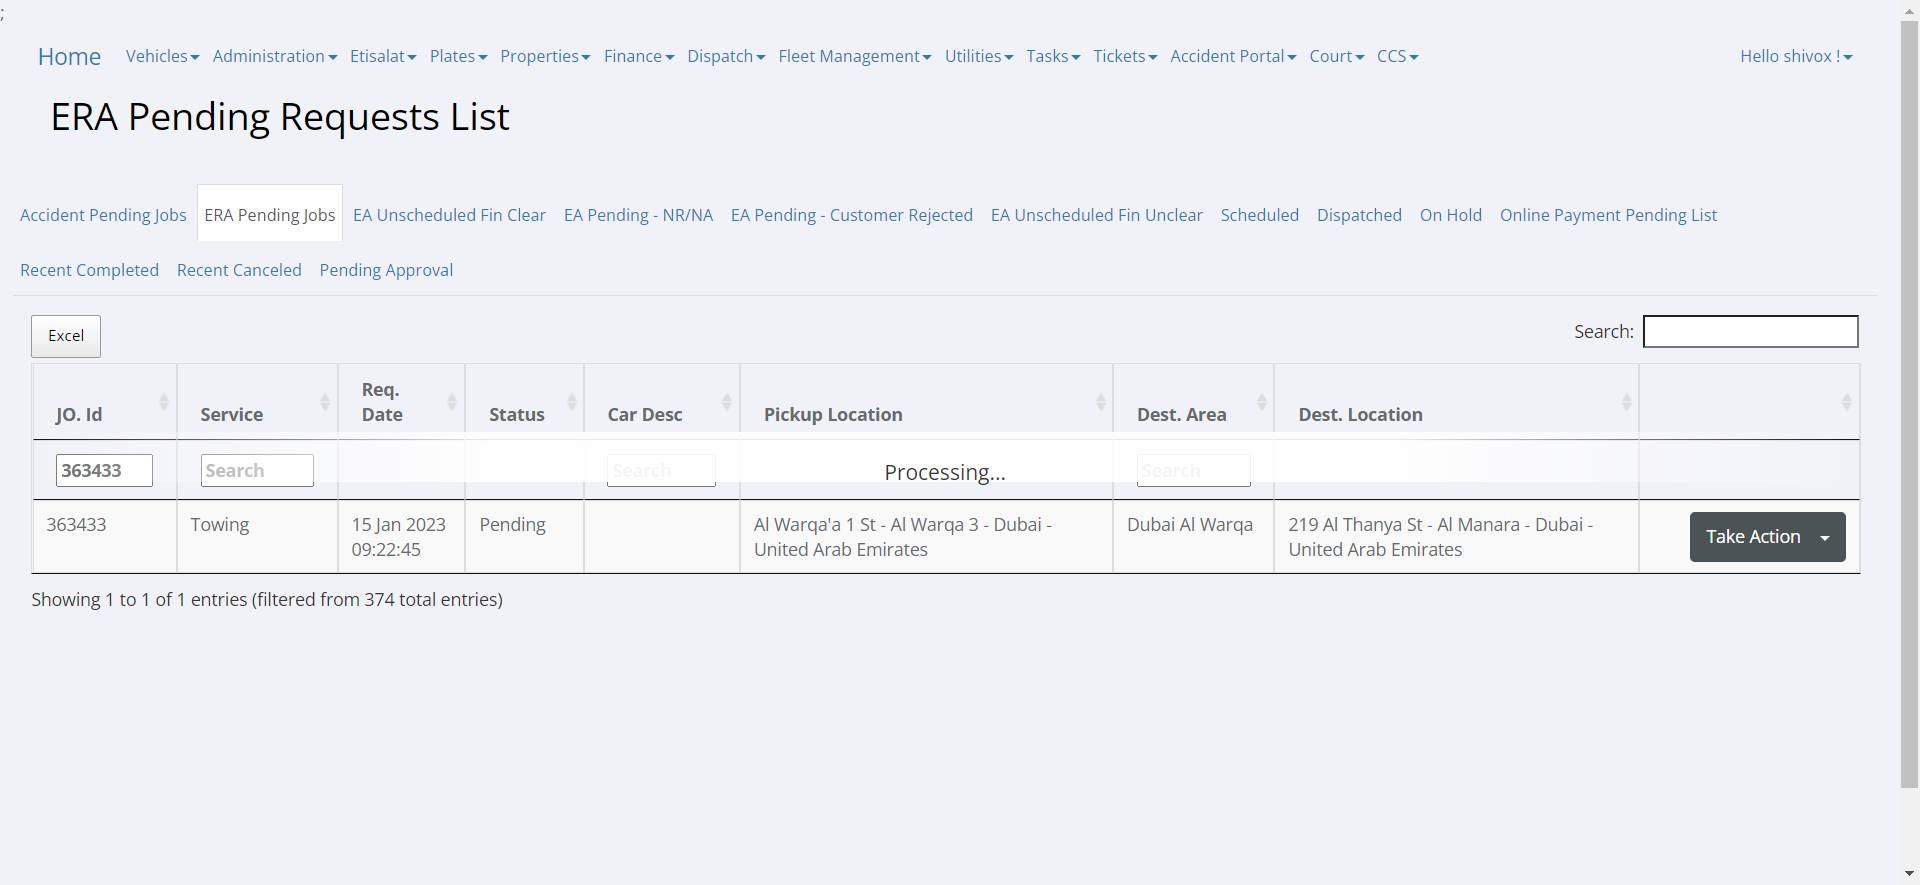 ;
Home Vehicles Administration Etisalat Plates Properties Finance Dispatch Fleet Management Utilities Tasks Tickets Accident Portal Court CCS Hello shivox !
ERA Pending Requests List
Accident Pending Jobs ERA Pending Jobs EA Unscheduled Fin Clear EA Pending - NR/NA EA Pending - Customer Rejected EA Unscheduled Fin Unclear Scheduled Dispatched On Hold Online Payment Pending List
Recent Completed Recent Canceled Pending Approval
Excel Search:
JO. Id Service Req. Date Status Car Desc Pickup Location Dest. Area Dest. Location
363433 Search Search Processing... Search
363433 Towing 15 Jan 2023 Pending Al Warqa'a 1 St - Al Warqa 3 - Dubai - Dubai Al Warqa 219 Al Thanya St - Al Manara - Dubai - Take Action
09:22:45 United Arab Emirates United Arab Emirates
Showing 1 to 1 of 1 entries (filtered from 374 total entries)